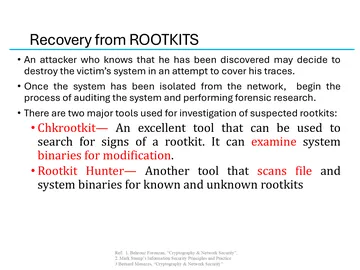 Recovery from ROOTKITS
• An attacker who knows that he has been discovered may decide to
destroy the victim's system in an attempt to cover his traces.
• Once the system has been isolated from the network, begin the
process of auditing the system and performing forensic research.
• There are two major tools used for investigation of suspected rootkits:
• Chkrootkit— An excellent tool that can be used to
search for signs of a rootkit. It can examine system
binaries for modification.
• Rootkit Hunter— Another tool that scans file and
system binaries for known and unknown rootkits
Ref: 1. Behrouz Forouzan, "Cryptography & Network Security".
2. Mark Stamp's Information Security Principles and Practice
3. Bernard Menezes, "Cryptography & Network Security"